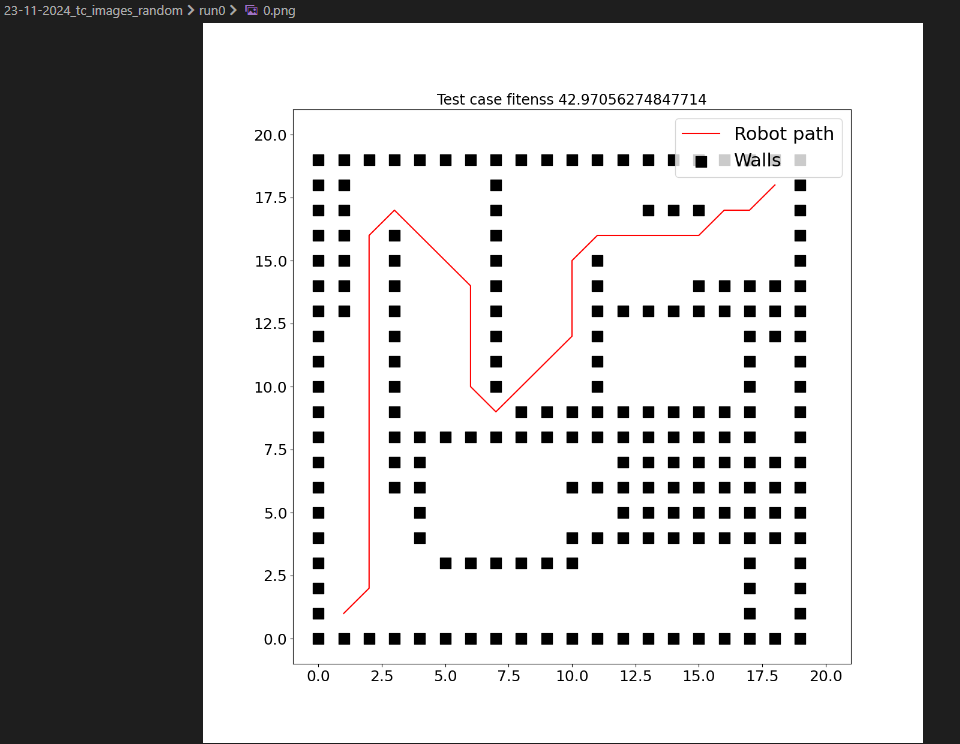 23-11-2024_tc_images_random > run0 > 0.png
Test case fitenss 42.97056274847714
Robot path
Walls
20.0
17.5
15.0
12.5
10.0
7.5
5.0
2.5
0.0
0.0 2.5 5.0 7.5 10.0 12.5 15.0 17.5 20.0